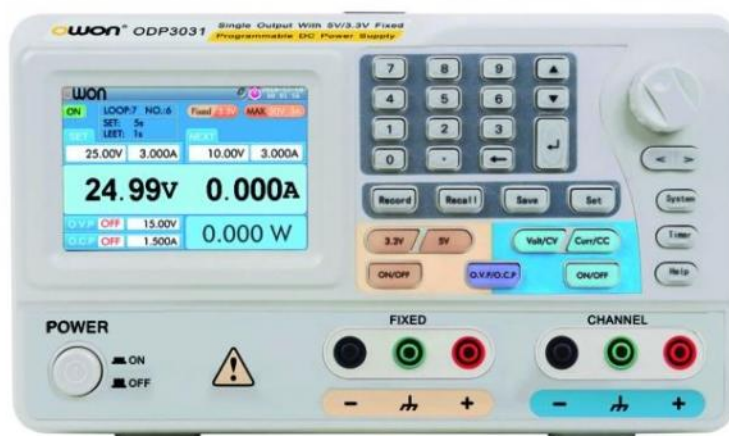 OWON® ODP3031 Single Output With 5V/3.3V Fixed
Programmable DC Power Supply
OWON
ON LOOP:7 NO.:6 Fixed MAX
SET: 5s
LEET: 1s
SET NEXT
25.00V 3.000A 10.00V 3.000A
24.99V 0.000A
O.V.P OFF 15.00V
O.C.P OFF 1.500A
0.000 W
7 8 9 ▲
4 5 6 ▼
1 2 3 ↵
0 . ←
< >
Record Recall Save Set System
3.3V 5V Volt/CV Curr/CC Timer
ON/OFF O.V.P/O.C.P ON/OFF Help
POWER
ON
OFF
FIXED CHANNEL
− + − +